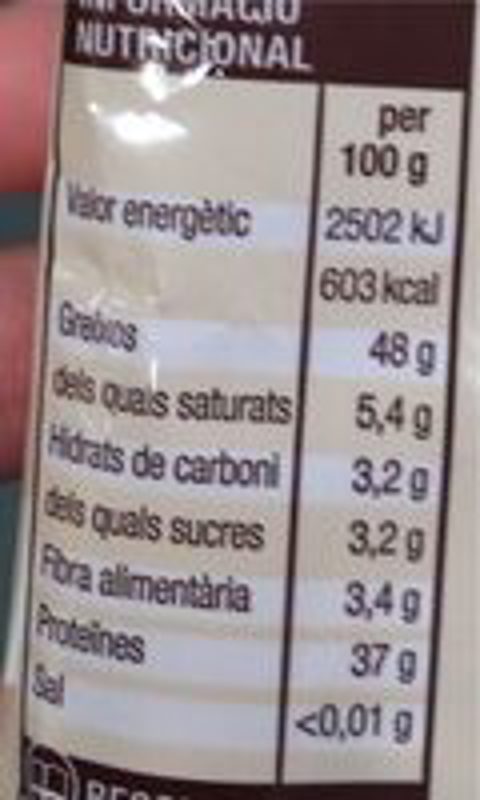 INFORMACIÓ
NUTRICIONAL
per
100 g
Valor energètic 2502 kJ
603 kcal
Greixos 48 g
dels quals saturats 5,4 g
Hidrats de carboni 3,2 g
dels quals sucres 3,2 g
Fibra alimentària 3,4 g
Proteïnes 37 g
Sal <0,01 g